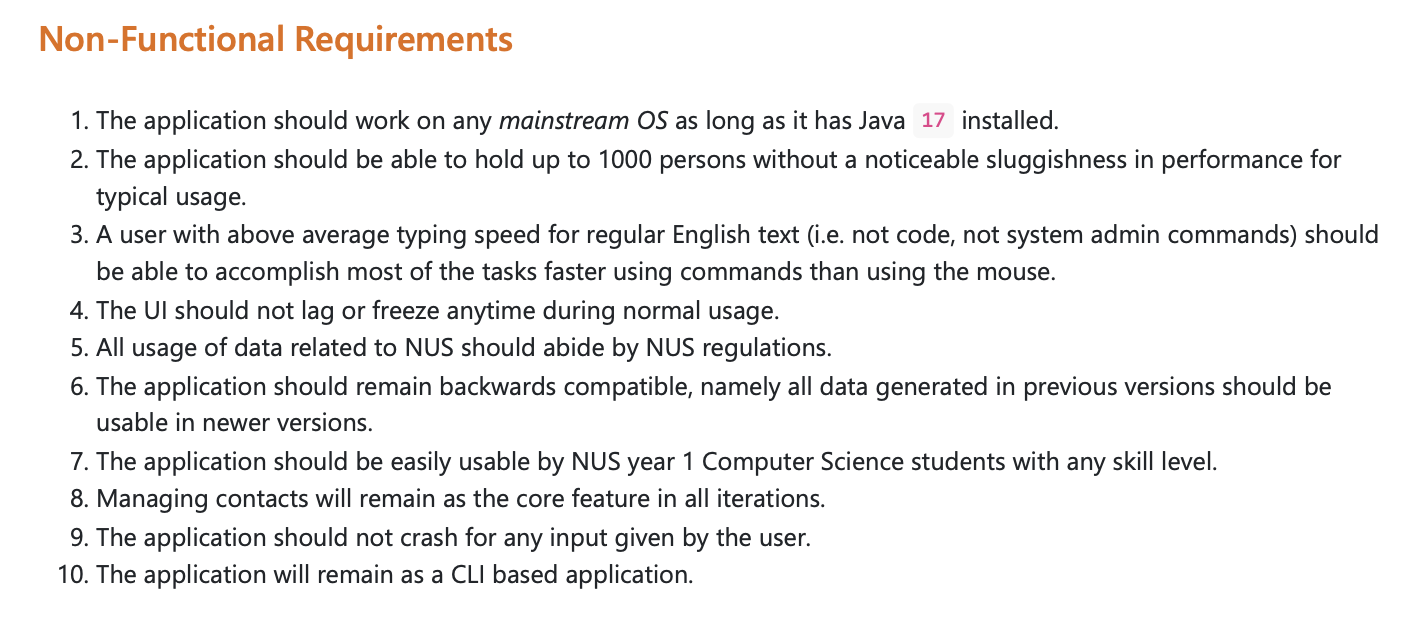 Non-Functional Requirements
1. The application should work on any mainstream OS as long as it has Java 17 installed.
2. The application should be able to hold up to 1000 persons without a noticeable sluggishness in performance for
typical usage.
3. A user with above average typing speed for regular English text (i.e. not code, not system admin commands) should
be able to accomplish most of the tasks faster using commands than using the mouse.
4. The UI should not lag or freeze anytime during normal usage.
5. All usage of data related to NUS should abide by NUS regulations.
6. The application should remain backwards compatible, namely all data generated in previous versions should be
usable in newer versions.
7. The application should be easily usable by NUS year 1 Computer Science students with any skill level.
8. Managing contacts will remain as the core feature in all iterations.
9. The application should not crash for any input given by the user.
10. The application will remain as a CLI based application.